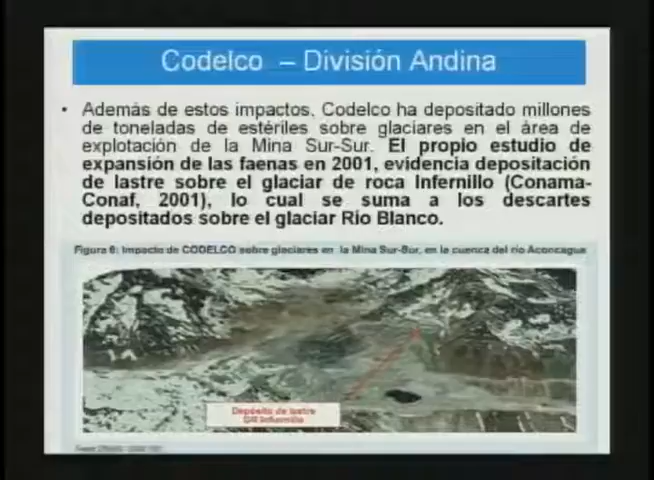 Codelco – División Andina
• Además de estos impactos, Codelco ha depositado millones
de toneladas de estériles sobre glaciares en el área de
explotación de la Mina Sur-Sur. El propio estudio de
expansión de las faenas en 2001, evidencia depositación
de lastre sobre el glaciar de roca Infernillo (Conama-
Conaf, 2001), lo cual se suma a los descartes
depositados sobre el glaciar Río Blanco.
Figura 6: Impacto de CODELCO sobre glaciares en la Mina Sur-Sur, en la cuenca del río Aconcagua
Depósito de lastre
GR Infernillo